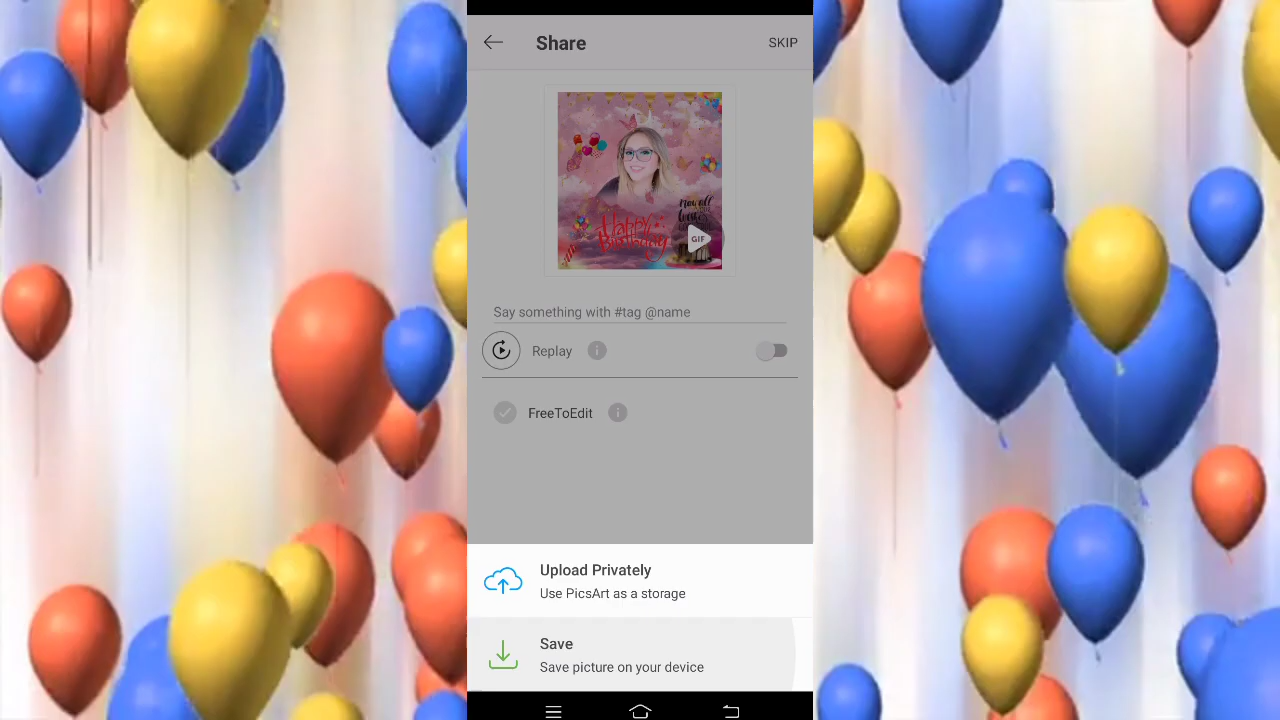 Share
SKIP
Happy
Birthday
GIF
Say something with #tag @name
Replay
FreeToEdit
Upload Privately
Use PicsArt as a storage
Save
Save picture on your device